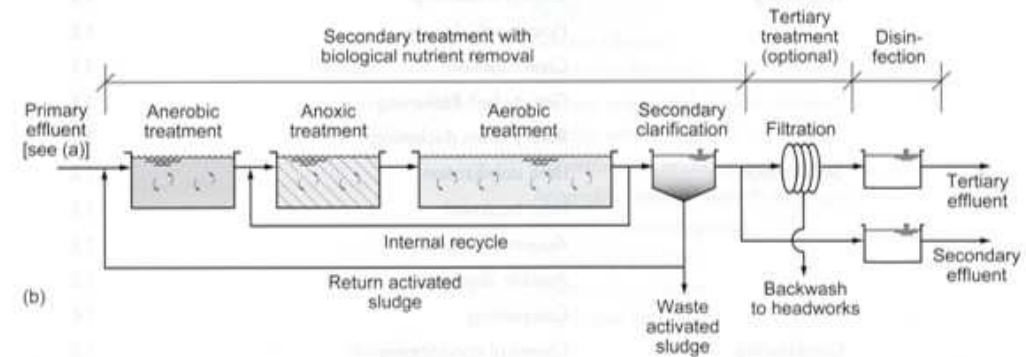 Secondary treatment with
biological nutrient removal
Tertiary
treatment
(optional)
Disin-
fection
Primary
effluent
[see (a)]
Anerobic
treatment
Anoxic
treatment
Aerobic
treatment
Secondary
clarification
Filtration
Tertiary
effluent
Internal recycle
Secondary
effluent
Return activated
sludge
Backwash
to headworks
(b)
Waste
activated
sludge